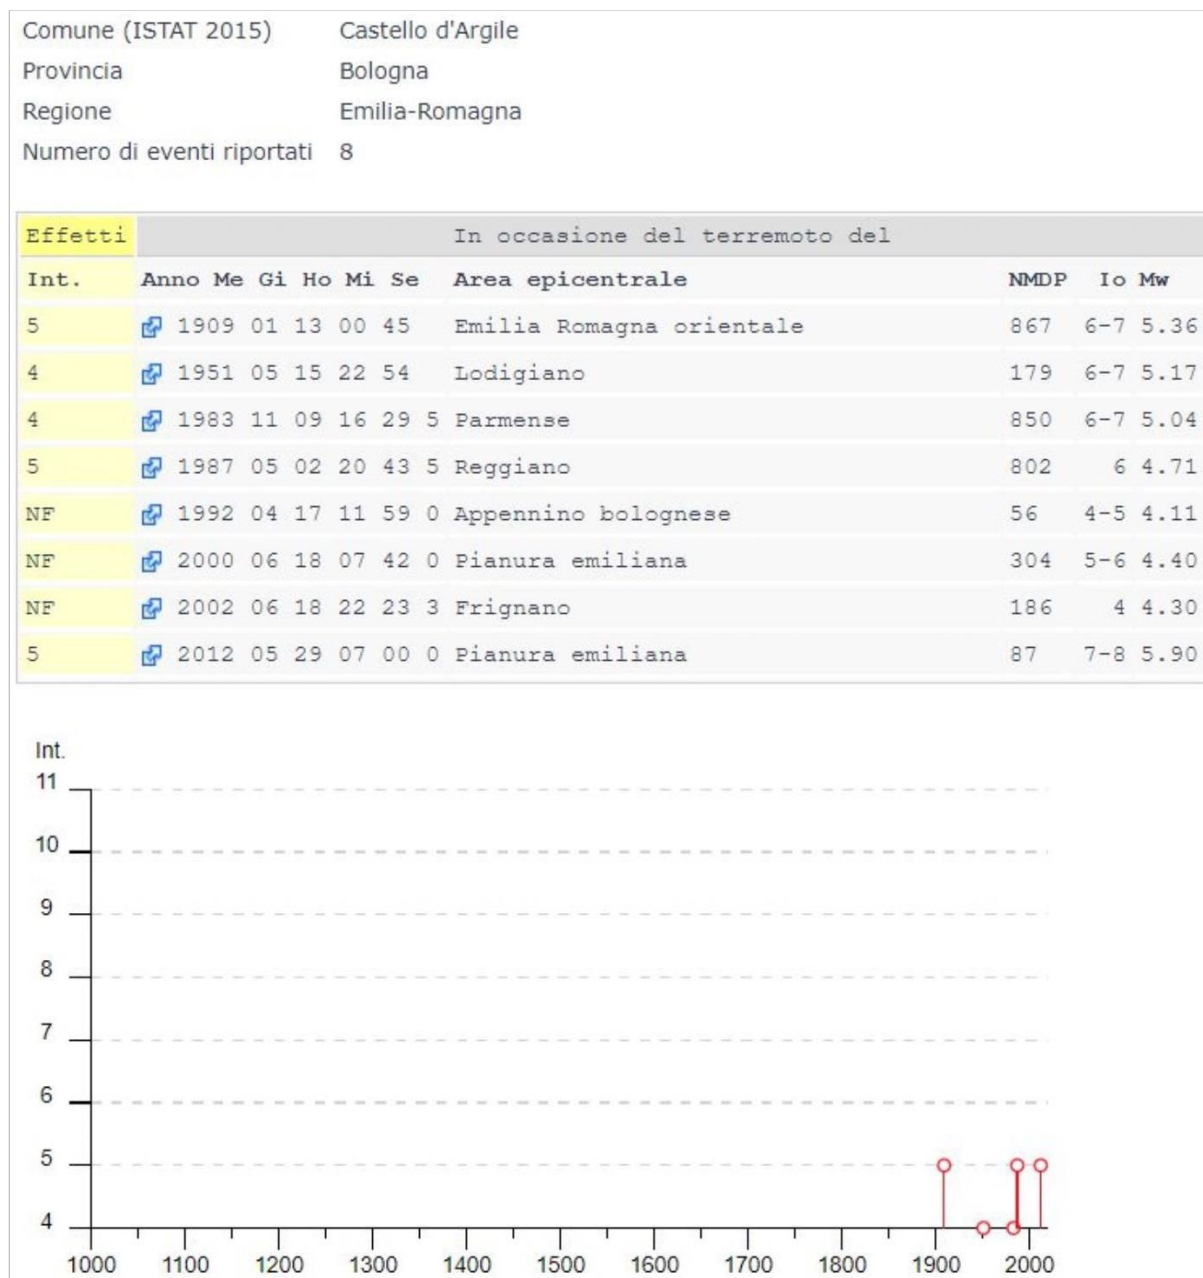 Comune (ISTAT 2015) Castello d'Argile
Provincia Bologna
Regione Emilia-Romagna
Numero di eventi riportati 8
Effetti In occasione del terremoto del
Int. Anno Me Gi Ho Mi Se Area epicentrale NMDP Io Mw
5 1909 01 13 00 45 Emilia Romagna orientale 867 6-7 5.36
4 1951 05 15 22 54 Lodigiano 179 6-7 5.17
4 1983 11 09 16 29 5 Parmense 850 6-7 5.04
5 1987 05 02 20 43 5 Reggiano 802 6 4.71
NF 1992 04 17 11 59 0 Appennino bolognese 56 4-5 4.11
NF 2000 06 18 07 42 0 Pianura emiliana 304 5-6 4.40
NF 2002 06 18 22 23 3 Frignano 186 4 4.30
5 2012 05 29 07 00 0 Pianura emiliana 87 7-8 5.90
Int.
11
10
9
8
7
6
5
4
1000 1100 1200 1300 1400 1500 1600 1700 1800 1900 2000